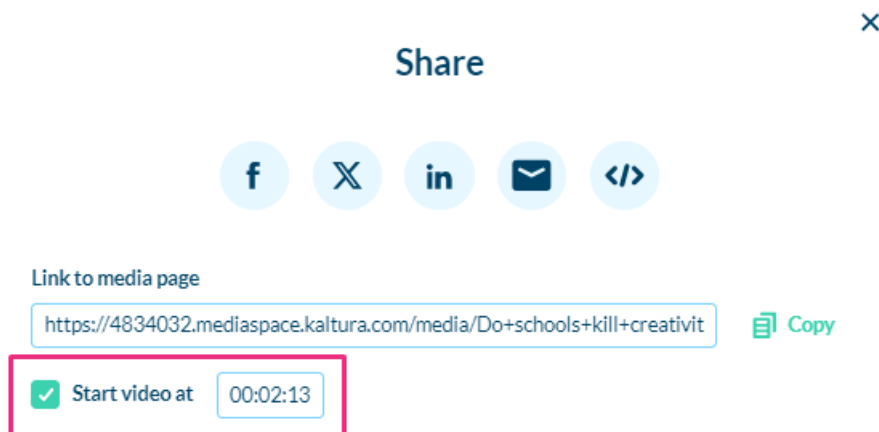 Share
f X in </>
Link to media page
https://4834032.mediaspace.kaltura.com/media/Do+schools+kill+creativit
Copy
Start video at 00:02:13